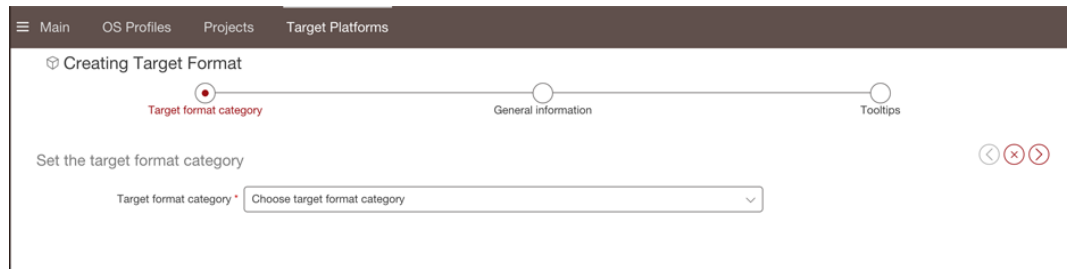 Main OS Profiles Projects Target Platforms
Creating Target Format
Target format category General information Tooltips
Set the target format category
Target format category * Choose target format category